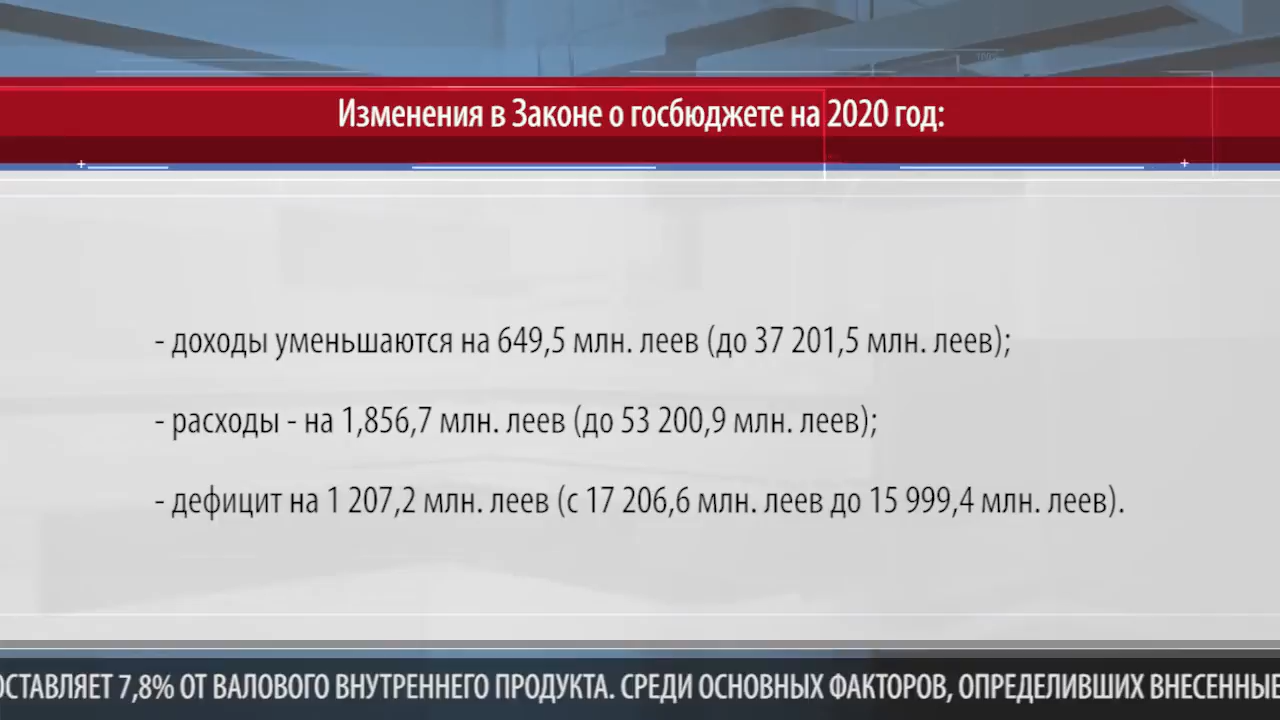 Изменения в Законе о госбюджете на 2020 год:
- доходы уменьшаются на 649,5 млн. леев (до 37 201,5 млн. леев);
- расходы - на 1,856,7 млн. леев (до 53 200,9 млн. леев);
- дефицит на 1 207,2 млн. леев (с 17 206,6 млн. леев до 15 999,4 млн. леев).
ОСТАВЛЯЕТ 7,8% ОТ ВАЛОВОГО ВНУТРЕННЕГО ПРОДУКТА. СРЕДИ ОСНОВНЫХ ФАКТОРОВ, ОПРЕДЕЛИВШИХ ВНЕСЕННЫЕ